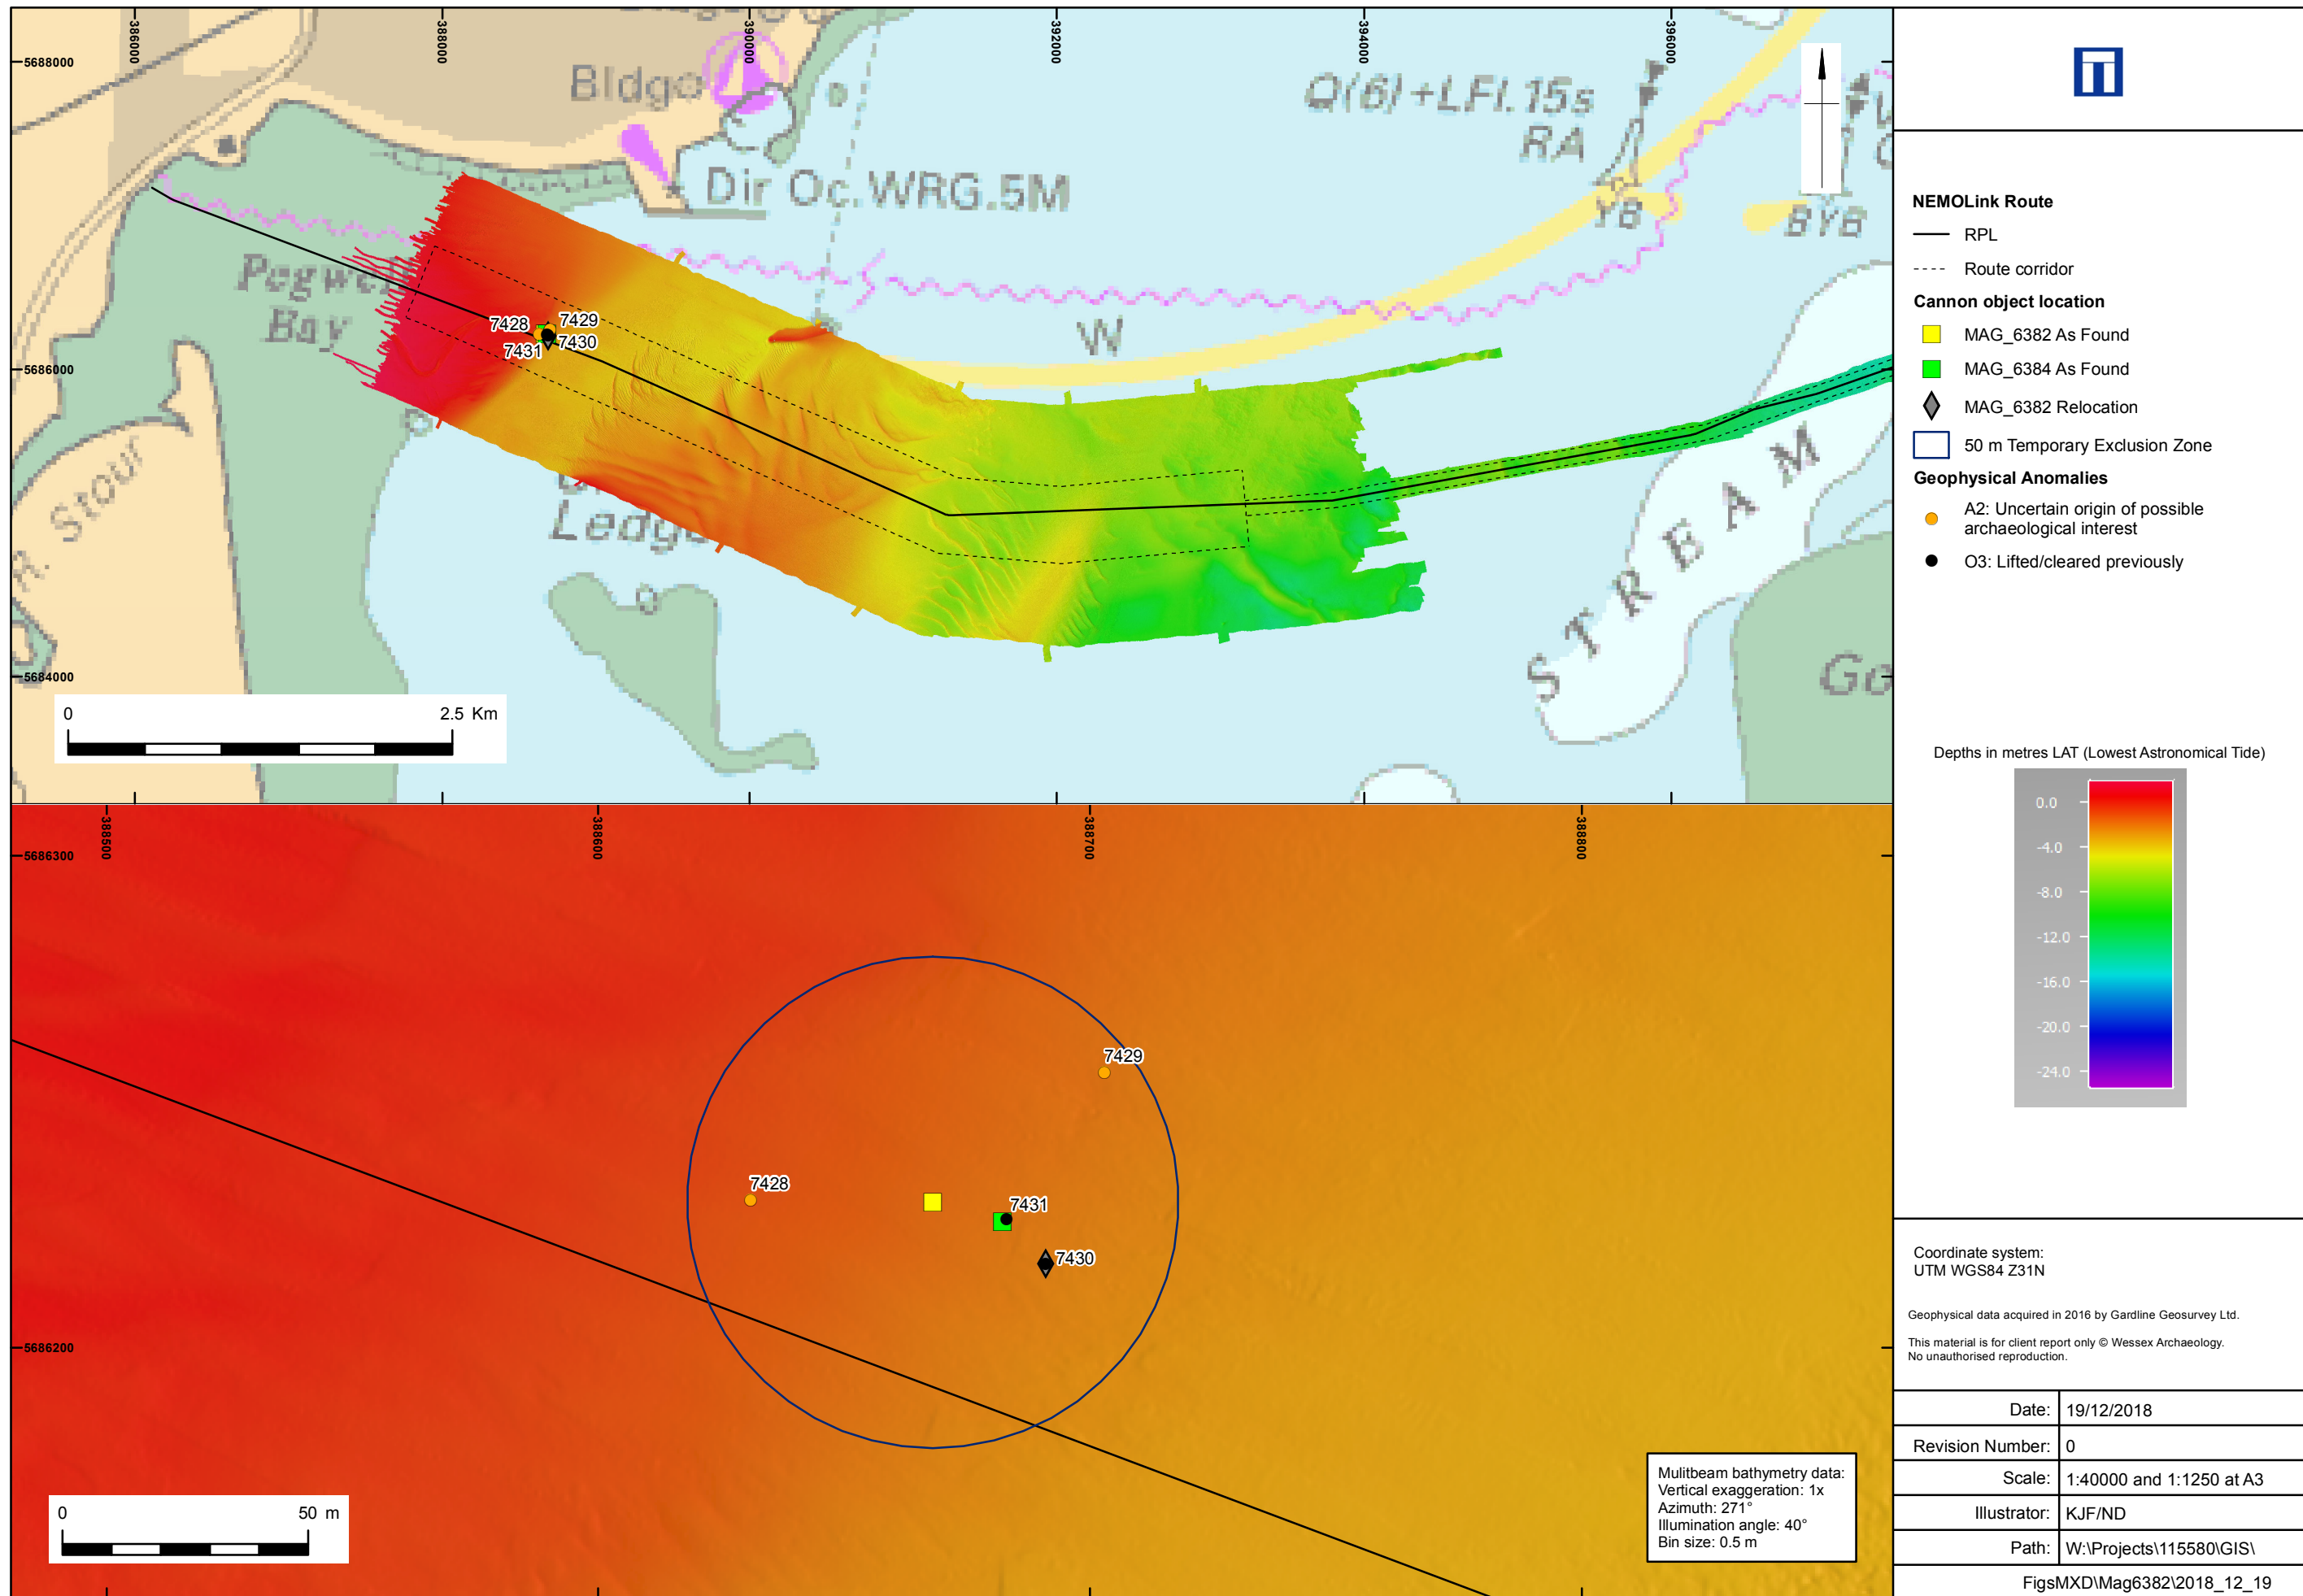 386000
388000
390000
392000
394000
396000
5688000
5686000
5684000
Bldgs
Dir Oc.WRG.5M
Q(6)+LFl.15s
RA
YB
BYB
W
Bay
Stour
R.
STREAM
Go
7428
7429
7431
7430
0
2.5 Km
388500
388600
388700
388800
5686300
5686200
7429
7428
7431
7430
0
50 m
Mulitbeam bathymetry data:
Vertical exaggeration: 1x
Azimuth: 271°
Illumination angle: 40°
Bin size: 0.5 m
NEMOLink Route
RPL
Route corridor
Cannon object location
MAG_6382 As Found
MAG_6384 As Found
MAG_6382 Relocation
50 m Temporary Exclusion Zone
Geophysical Anomalies
A2: Uncertain origin of possible
archaeological interest
O3: Lifted/cleared previously
Depths in metres LAT (Lowest Astronomical Tide)
0.0
-4.0
-8.0
-12.0
-16.0
-20.0
-24.0
Coordinate system:
UTM WGS84 Z31N
Geophysical data acquired in 2016 by Gardline Geosurvey Ltd.
This material is for client report only © Wessex Archaeology.
No unauthorised reproduction.
Date: 19/12/2018
Revision Number: 0
Scale: 1:40000 and 1:1250 at A3
Illustrator: KJF/ND
Path: W:\Projects\115580\GIS\
FigsMXD\Mag6382\2018_12_19